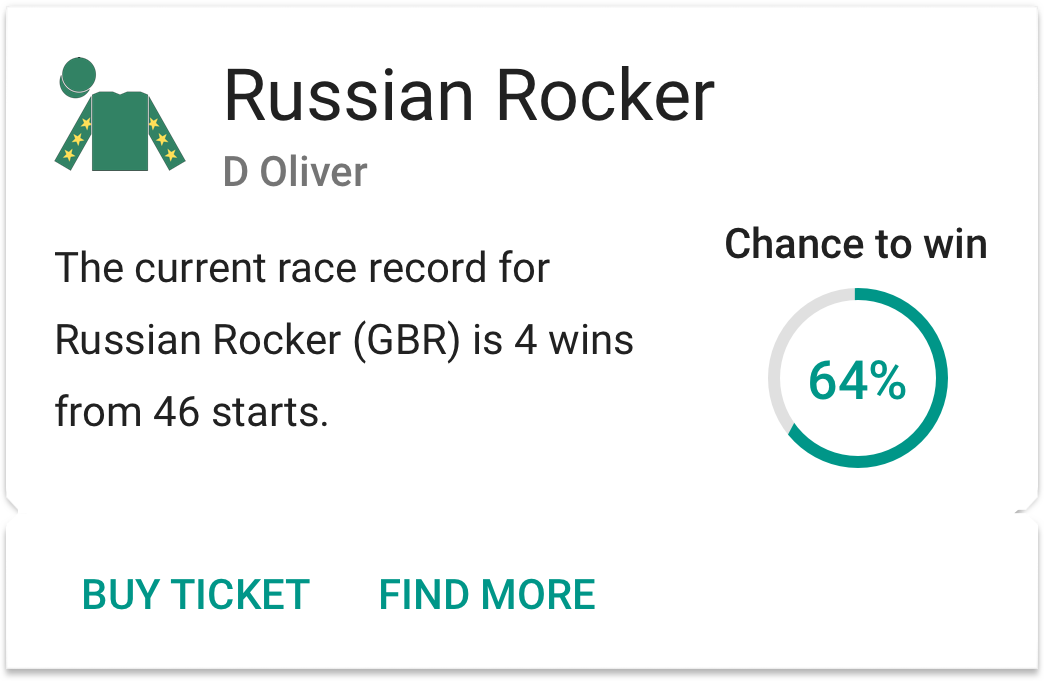 Russian Rocker
D Oliver
The current race record for
Russian Rocker (GBR) is 4 wins
from 46 starts.
Chance to win
64%
BUY TICKET
FIND MORE